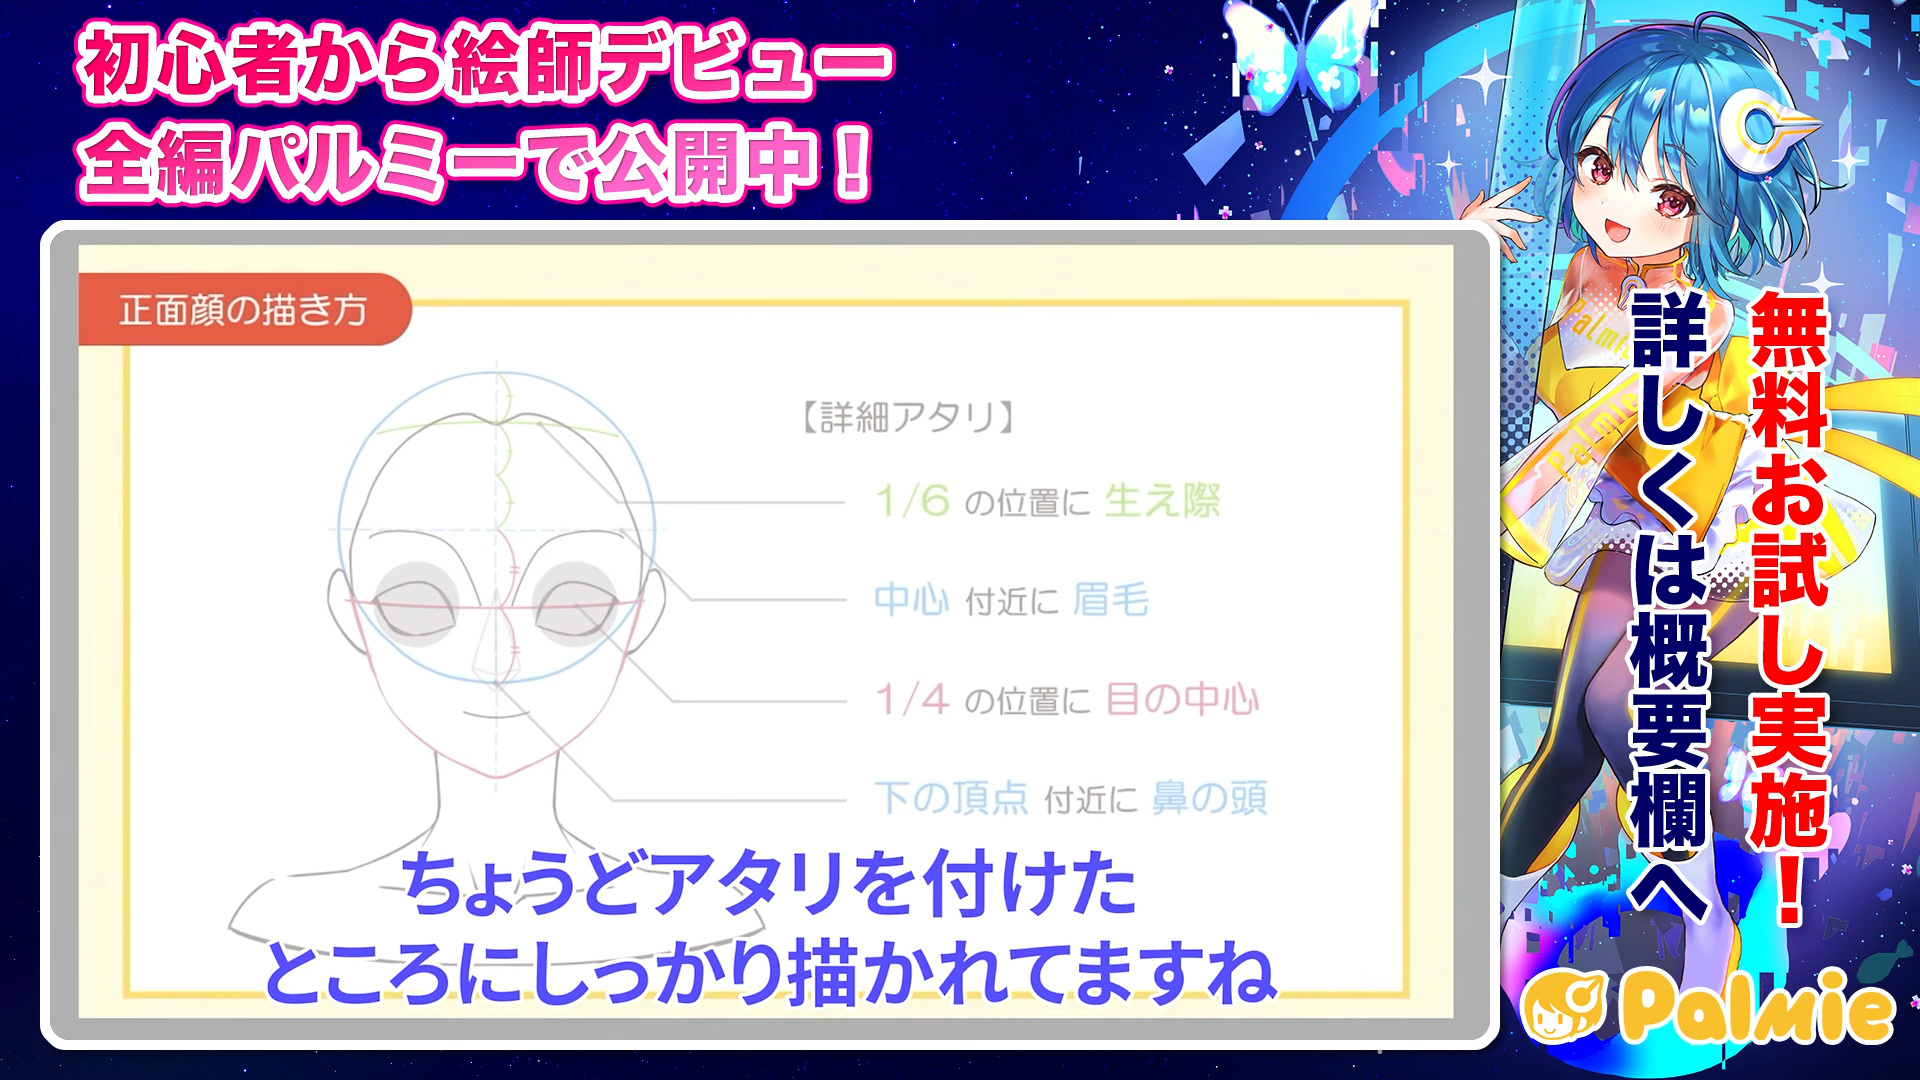 初心者から絵師デビュー
全編パルミーで公開中！
正面顔の描き方
【詳細アタリ】
1/6 の位置に 生え際
中心 付近に 眉毛
1/4 の位置に 目の中心
下の頂点 付近に 鼻の頭
ちょうどアタリを付けた
ところにしっかり描かれてますね
無料お試し実施！
詳しくは概要欄へ
Palmie
Palmie
Palmie